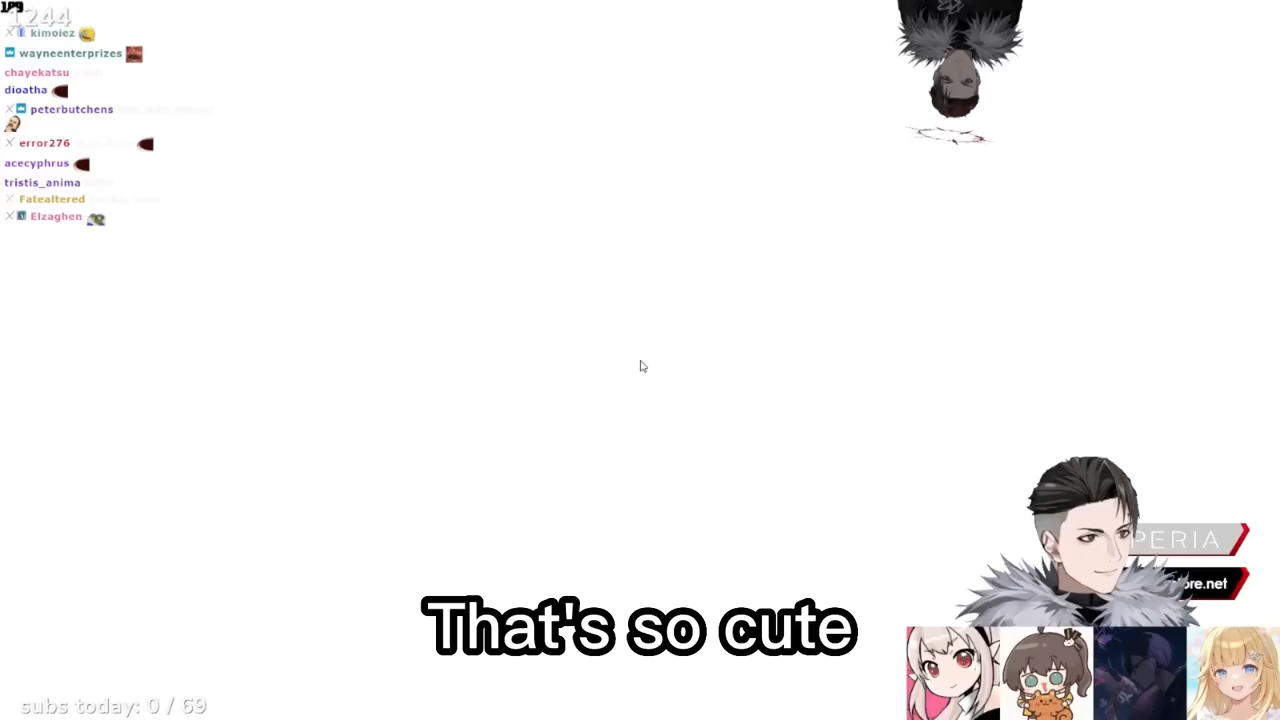 1244
kimoiez
wayneenterprizes
chayekatsu
dioatha
peterbutchens
error276
acecyphrus
tristis_anima
Fatealtered
Elzaghen
PERIA
ore.net
That's so cute
subs today: 0 / 69